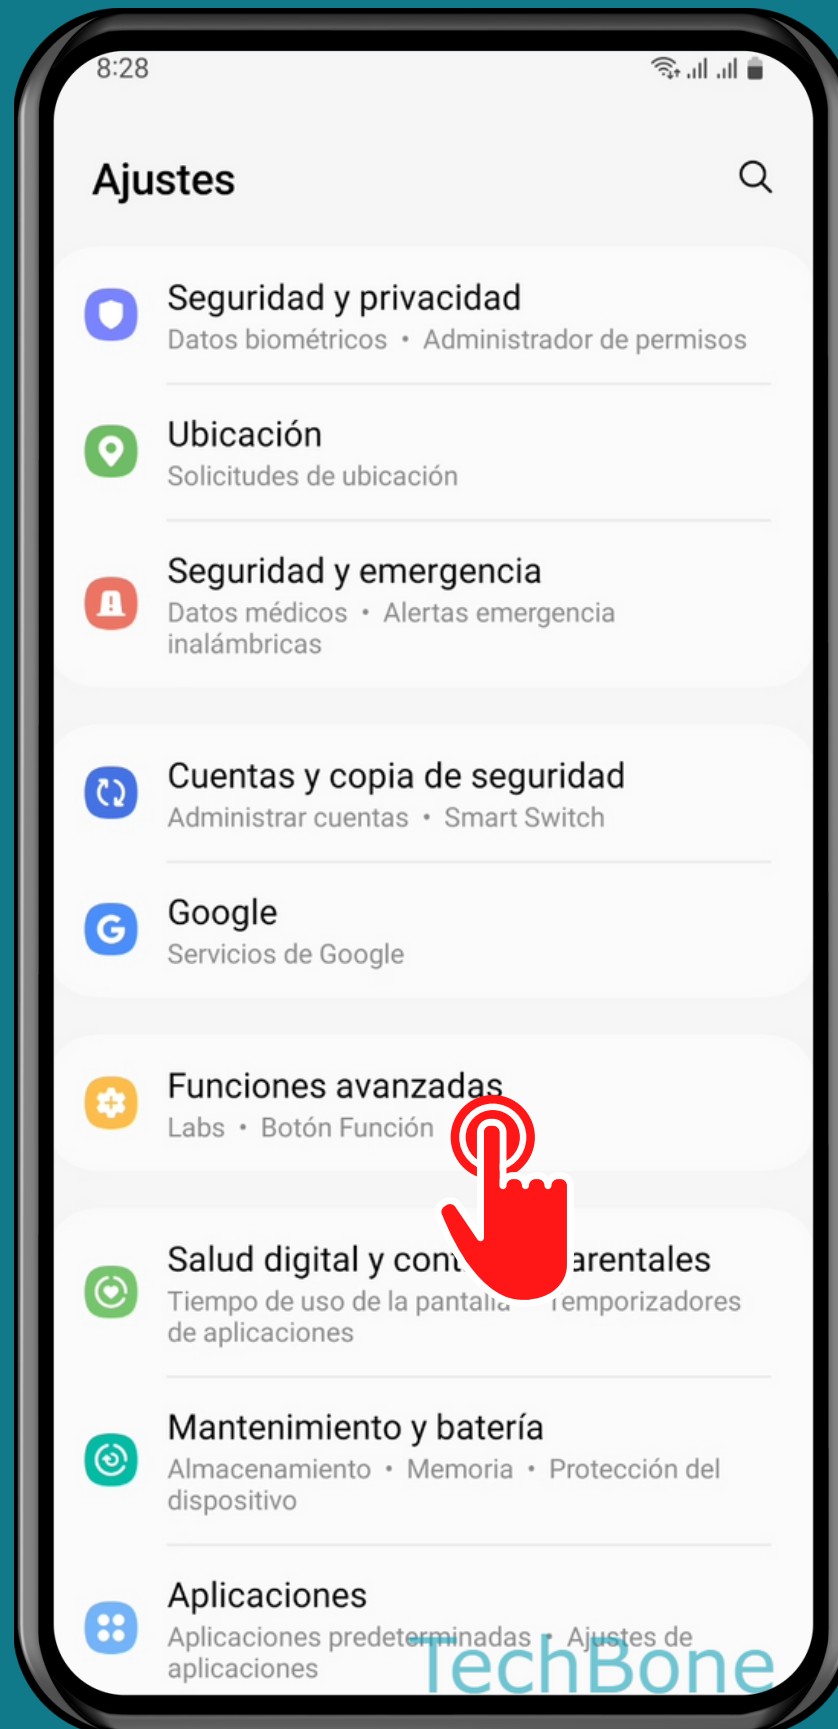 8:28
Ajustes
Seguridad y privacidad
Datos biométricos • Administrador de permisos
Ubicación
Solicitudes de ubicación
Seguridad y emergencia
Datos médicos • Alertas emergencia
inalámbricas
Cuentas y copia de seguridad
Administrar cuentas • Smart Switch
Google
Servicios de Google
Funciones avanzadas
Labs • Botón Función
Salud digital y cont arentales
Tiempo de uso de la pantalla Temporizadores
de aplicaciones
Mantenimiento y batería
Almacenamiento • Memoria • Protección del
dispositivo
Aplicaciones
Aplicaciones predeterminadas • Ajustes de
aplicaciones
TechBone